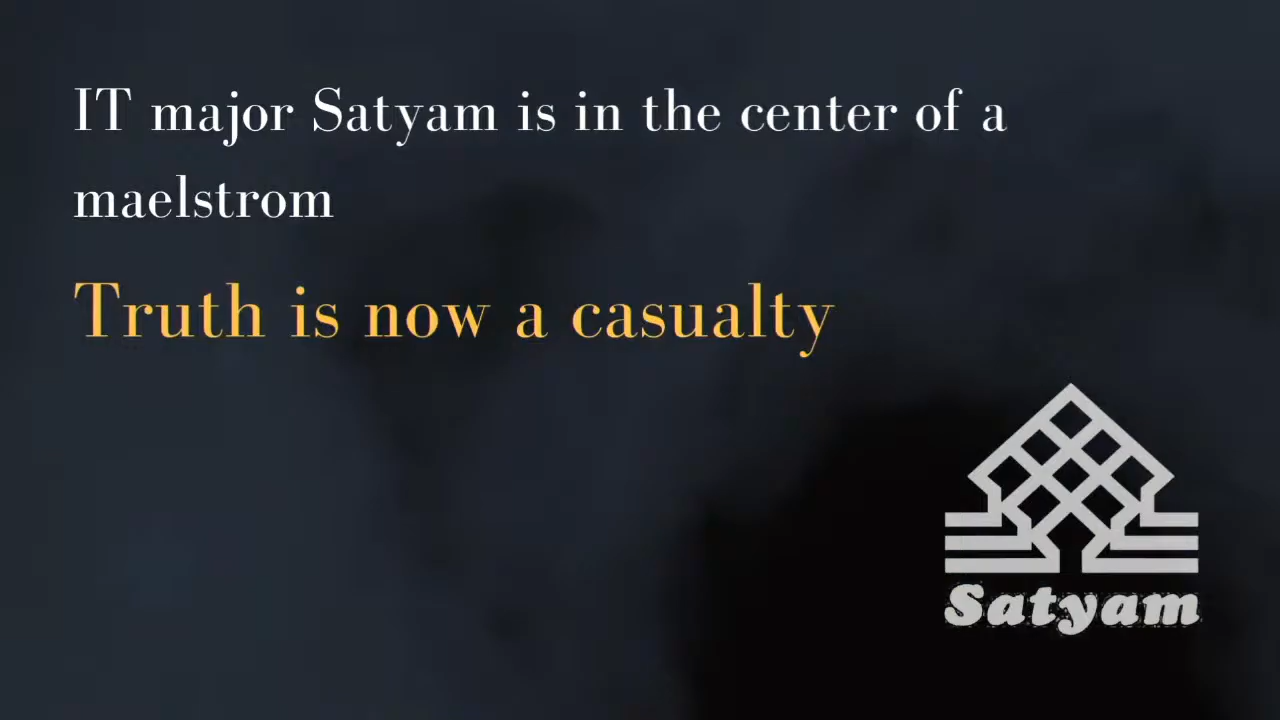 IT major Satyam is in the center of a
maelstrom
Truth is now a casualty
Satyam